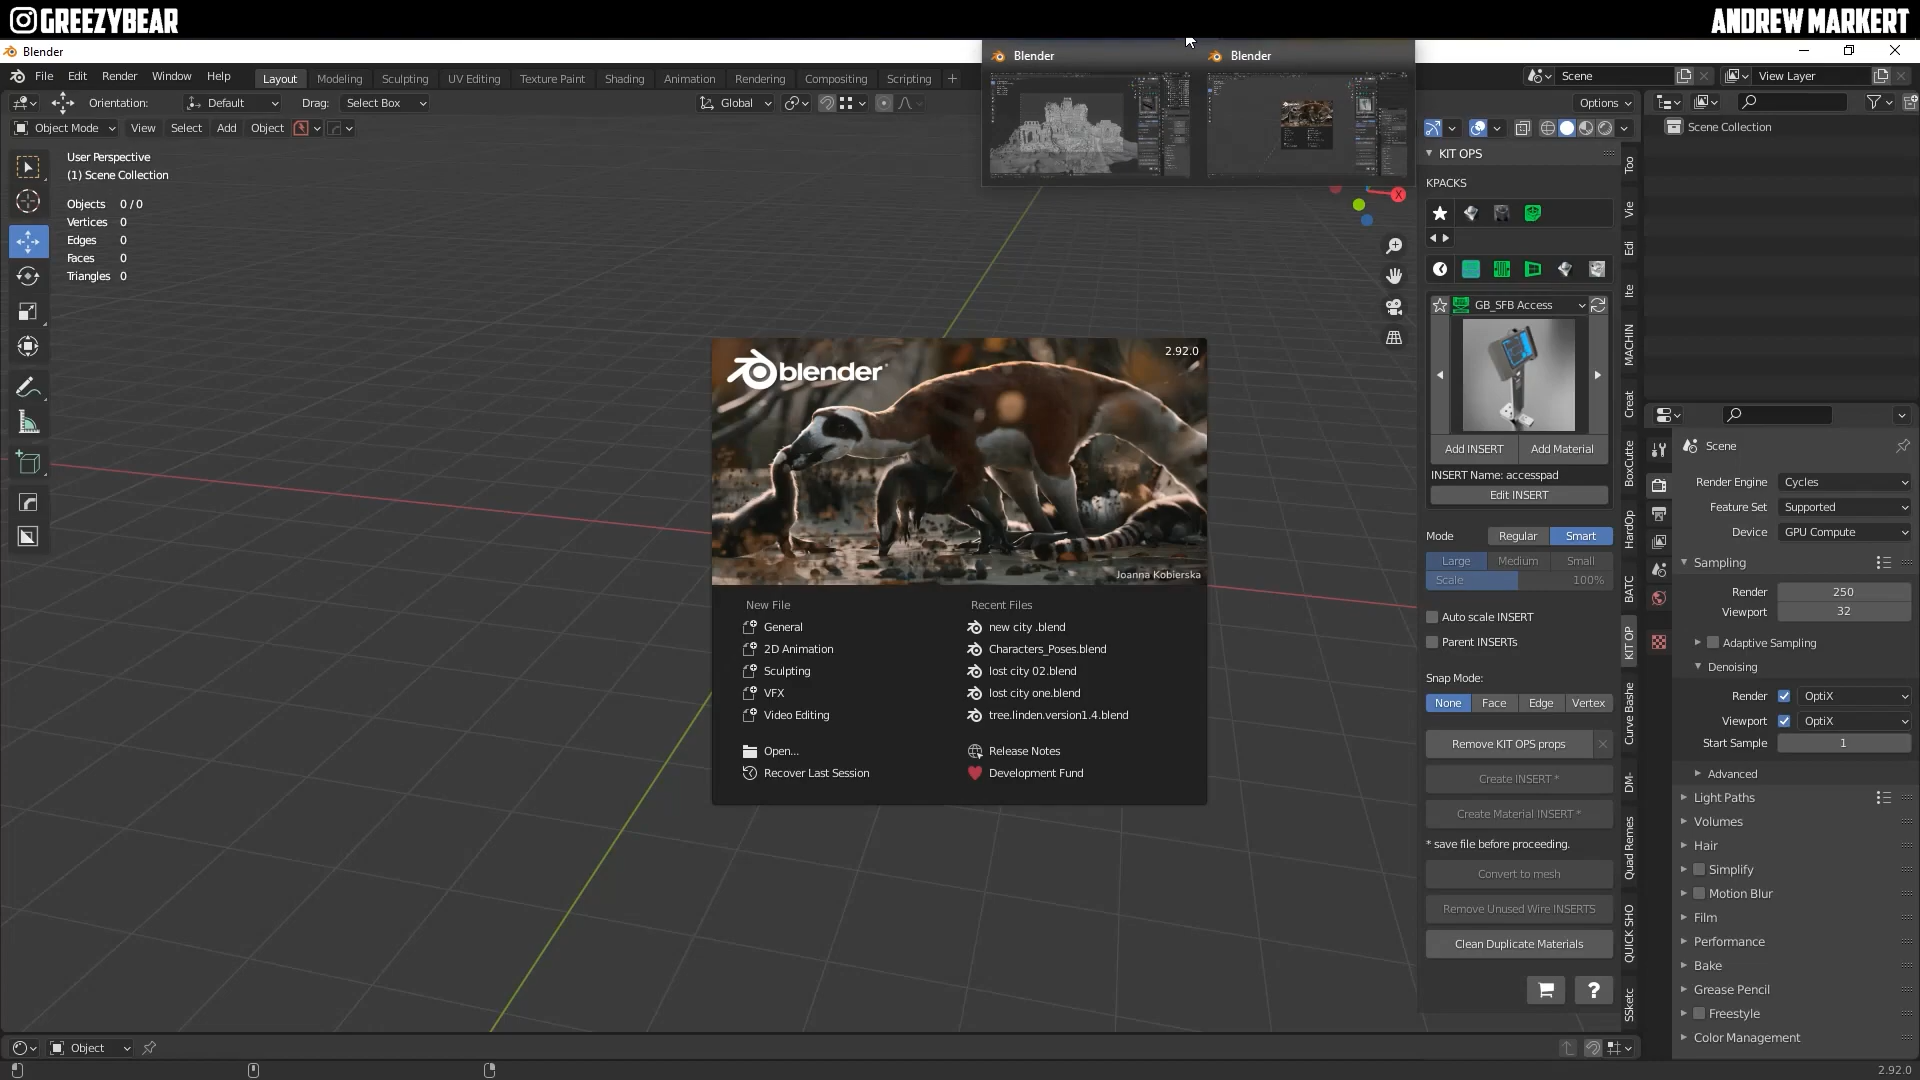 GREEZYBEAR
ANDREW MARKERT
Blender
Blender
Blender
File Edit Render Window Help
Layout Modeling Sculpting UV Editing Texture Paint Shading Animation Rendering Compositing Scripting
Scene
View Layer
Orientation: Default Drag: Select Box
Global
Options
Object Mode View Select Add Object
User Perspective
(1) Scene Collection
Objects 0 / 0
Vertices 0
Edges 0
Faces 0
Triangles 0
X
blender
2.92.0
Joanna Kobierska
New File
General
2D Animation
Sculpting
VFX
Video Editing
Open...
Recover Last Session
Recent Files
new city .blend
Characters_Poses.blend
lost city 02.blend
lost city one.blend
tree.linden.version1.4.blend
Release Notes
Development Fund
KIT OPS
KPACKS
GB_SFB Access
Add INSERT Add Material
INSERT Name: accesspad
Edit INSERT
Mode Regular Smart
Large Medium Small
Scale 100%
Auto scale INSERT
Parent INSERTs
Snap Mode:
None Face Edge Vertex
Remove KIT OPS props
Create INSERT *
Create Material INSERT *
* save file before proceeding.
Convert to mesh
Remove Unused Wire INSERTS
Clean Duplicate Materials
?
Too
Vie
Edi
Ite
MACHIN
Creat
BoxCutte
HardOp
BATC
KIT OP
Curve Bashe
DM-
Quad Remes
QUICK SHO
SSketc
Scene Collection
Scene
Render Engine Cycles
Feature Set Supported
Device GPU Compute
Sampling
Render 250
Viewport 32
Adaptive Sampling
Denoising
Render OptiX
Viewport OptiX
Start Sample 1
Advanced
Light Paths
Volumes
Hair
Simplify
Motion Blur
Film
Performance
Bake
Grease Pencil
Freestyle
Color Management
Object
2.92.0